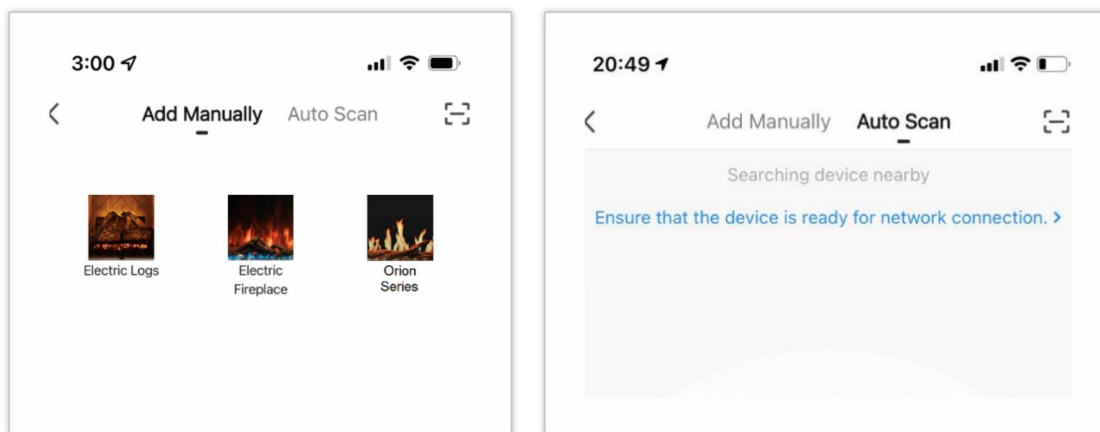 3:00
Add Manually Auto Scan
Electric Logs
Electric
Fireplace
Orion
Series
20:49
Add Manually Auto Scan
Searching device nearby
Ensure that the device is ready for network connection. >